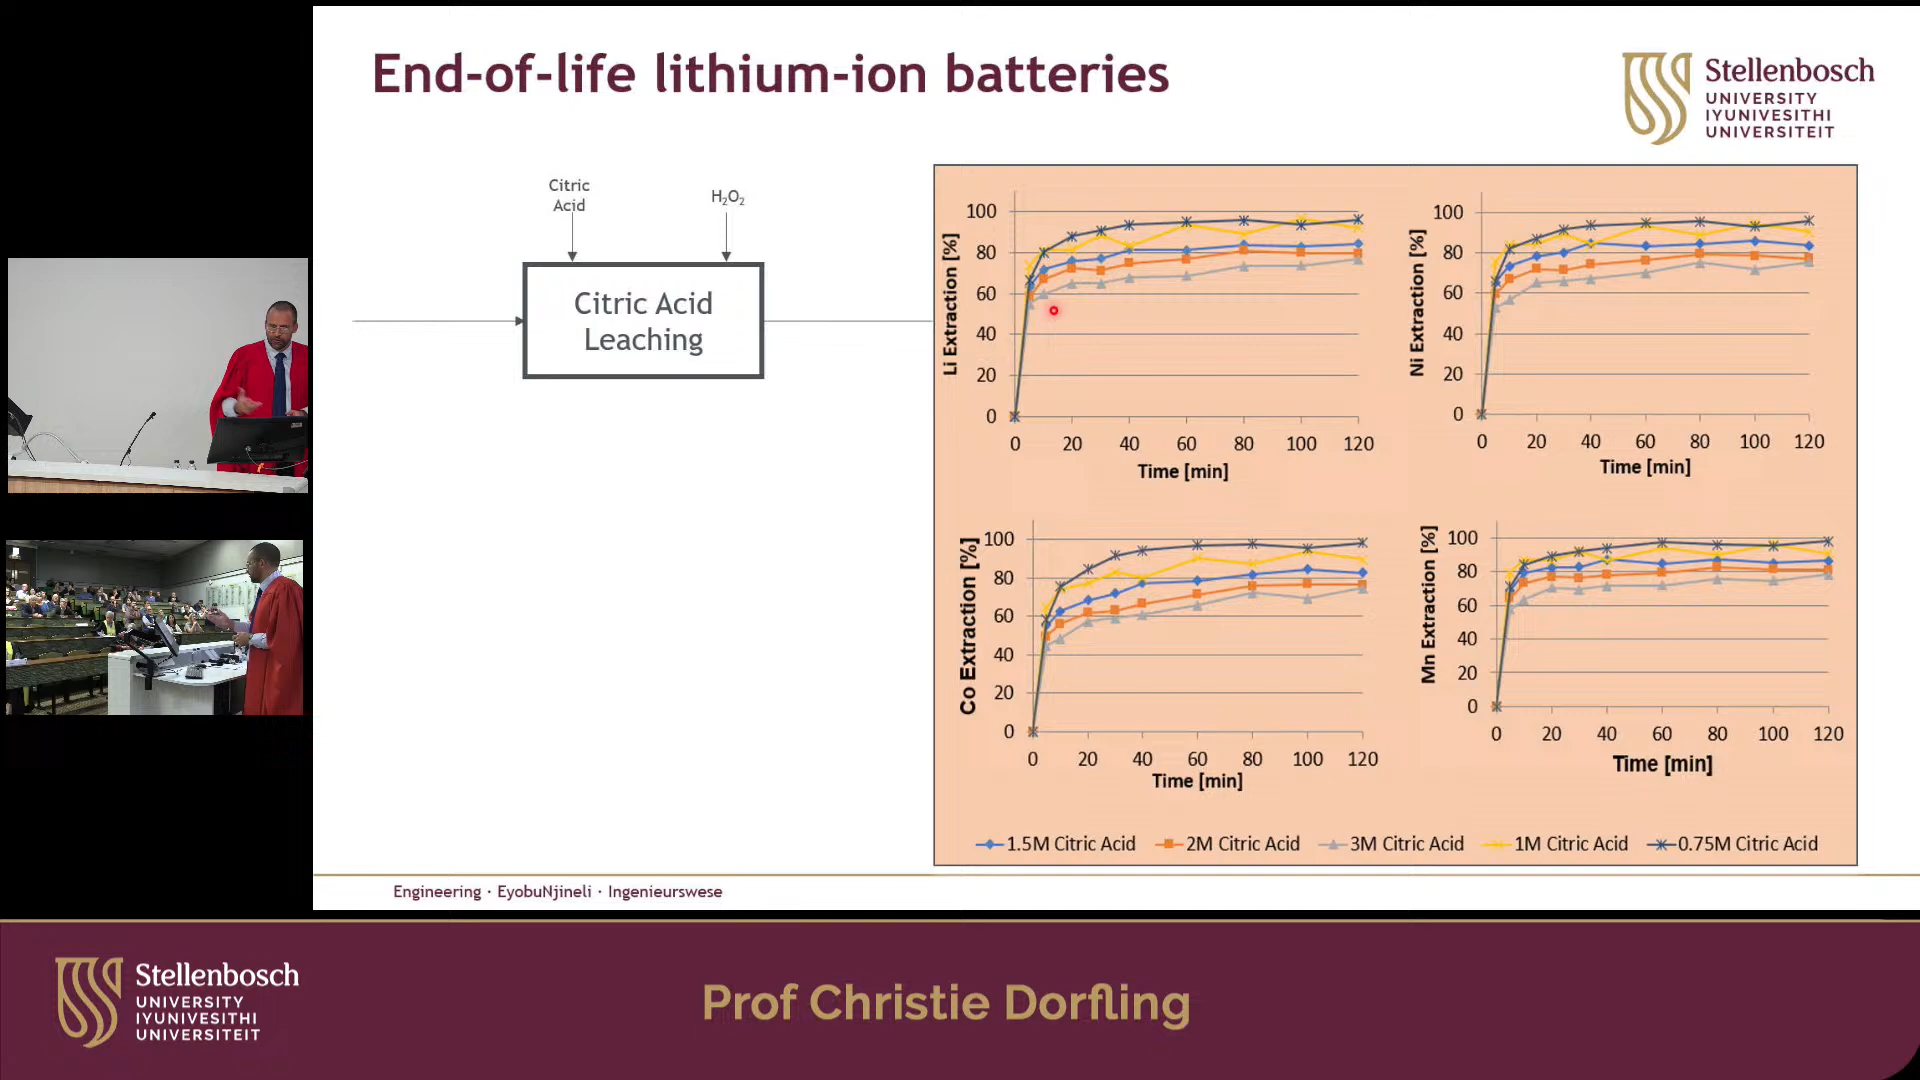 End-of-life lithium-ion batteries
Stellenbosch
UNIVERSITY
IYUNIVESITHI
UNIVERSITEIT
Citric
Acid
H₂O₂
Citric Acid
Leaching
Li Extraction [%]
100
80
60
40
20
0
0 20 40 60 80 100 120
Time [min]
Ni Extraction [%]
100
80
60
40
20
0
0 20 40 60 80 100 120
Time [min]
Co Extraction [%]
100
80
60
40
20
0
0 20 40 60 80 100 120
Time [min]
Mn Extraction [%]
100
80
60
40
20
0
0 20 40 60 80 100 120
Time [min]
1.5M Citric Acid 2M Citric Acid 3M Citric Acid 1M Citric Acid 0.75M Citric Acid
Engineering · EyobuNjineli · Ingenieurswese
Stellenbosch
UNIVERSITY
IYUNIVESITHI
UNIVERSITEIT
Prof Christie Dorfling